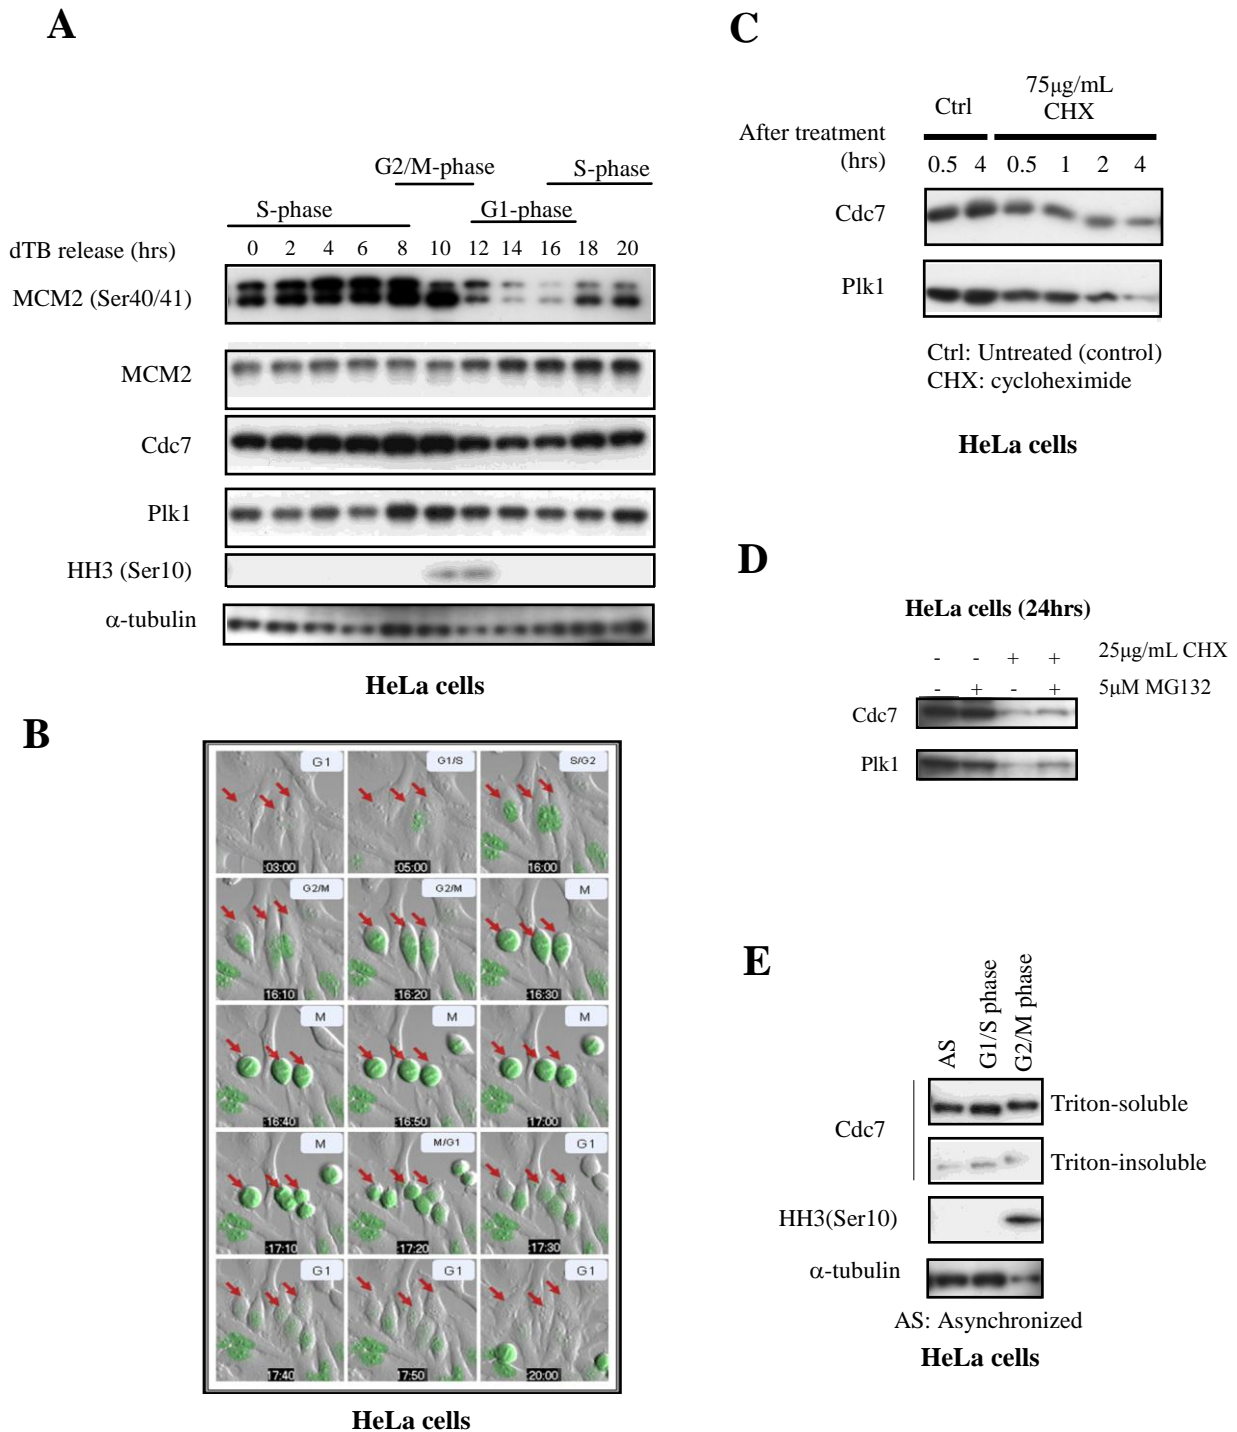 A
G2/M-phase
S-phase
S-phase
G1-phase
dTB release (hrs)
0 2 4 6 8 10 12 14 16 18 20
MCM2 (Ser40/41)
MCM2
Cdc7
Plk1
HH3 (Ser10)
α-tubulin
HeLa cells
B
G1
G1/S
S/G2
:03:00
:05:00
16:00
G2/M
G2/M
M
16:10
16:20
16:30
M
M
M
16:40
16:50
17:00
M
M/G1
G1
:17:10
:17:20
:17:30
G1
G1
G1
17:40
17:50
:20:00
HeLa cells
C
75μg/mL
Ctrl
CHX
After treatment
(hrs)
0.5 4 0.5 1 2 4
Cdc7
Plk1
Ctrl: Untreated (control)
CHX: cycloheximide
HeLa cells
D
HeLa cells (24hrs)
- - + + 25μg/mL CHX
- + - + 5μM MG132
Cdc7
Plk1
E
AS
G1/S phase
G2/M phase
Cdc7
Triton-soluble
Triton-insoluble
HH3(Ser10)
α-tubulin
AS: Asynchronized
HeLa cells